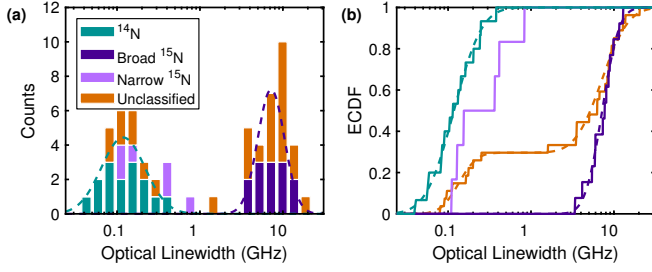 (a)
12
10
8
6
4
2
0
Counts
¹⁴N
Broad ¹⁵N
Narrow ¹⁵N
Unclassified
0.1
1
10
Optical Linewidth (GHz)
(b)
1
0.8
0.6
0.4
0.2
0
ECDF
0.1
1
10
Optical Linewidth (GHz)